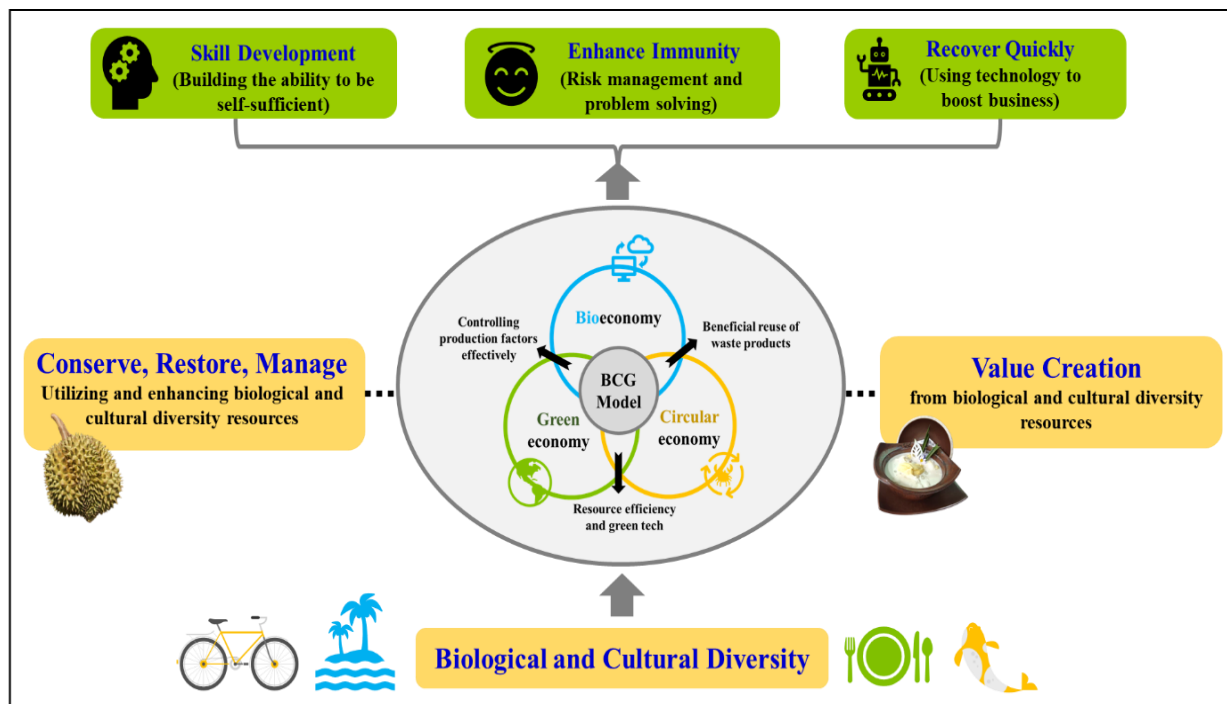 Skill Development
(Building the ability to be
self-sufficient)
Enhance Immunity
(Risk management and
problem solving)
Recover Quickly
(Using technology to
boost business)
Bioeconomy
Controlling
production factors
effectively
Beneficial reuse of
waste products
BCG
Model
Green
economy
Circular
economy
Resource efficiency
and green tech
Conserve, Restore, Manage
Utilizing and enhancing biological and
cultural diversity resources
Value Creation
from biological and cultural diversity
resources
Biological and Cultural Diversity